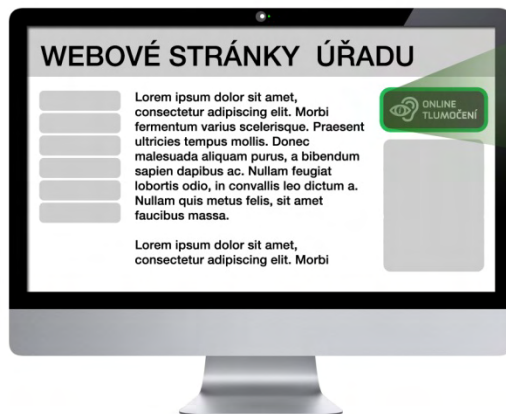 WEBOVÉ STRÁNKY ÚŘADU
Lorem ipsum dolor sit amet,
consectetur adipiscing elit. Morbi
fermentum varius scelerisque. Praesent
ultricies tempus mollis. Donec
malesuada aliquam purus, a bibendum
sapien dapibus ac. Nullam feugiat
lobortis odio, in convallis leo dictum a.
Nullam quis metus felis, sit amet
faucibus massa.
Lorem ipsum dolor sit amet,
consectetur adipiscing elit. Morbi
ONLINE
TLUMOČENÍ